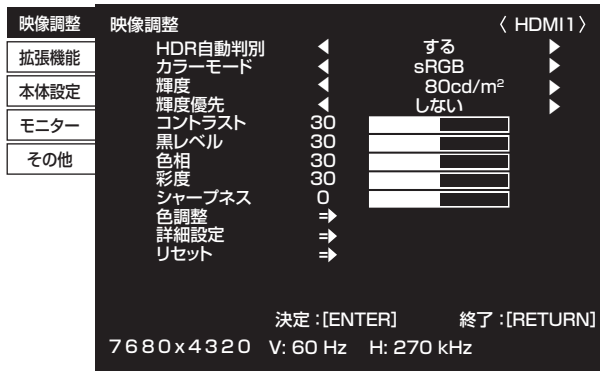 映像調整
拡張機能
本体設定
モニター
その他
映像調整 〈 HDMI1〉
HDR自動判別 ◀ する ▶
カラーモード ◀ sRGB ▶
輝度 ◀ 80cd/m² ▶
輝度優先 ◀ しない ▶
コントラスト 30
黒レベル 30
色相 30
彩度 30
シャープネス 0
色調整
詳細設定
リセット
決定:[ENTER] 終了:[RETURN]
7680x4320 V: 60 Hz H: 270 kHz